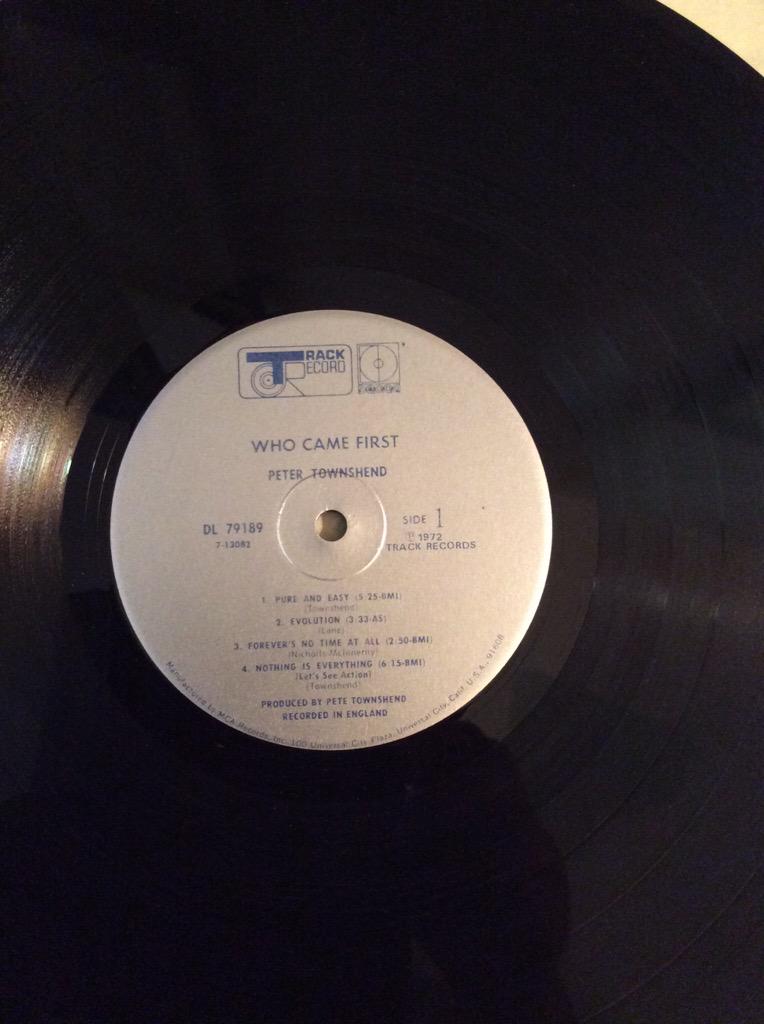 TRACK
RECORD
WHO CAME FIRST
PETER TOWNSHEND
DL 79189
7-13082
SIDE 1
Ⓟ 1972
TRACK RECORDS
1. PURE AND EASY (5:25-BMI)
(Townshend)
2. EVOLUTION (3:33-AS)
(Lane)
3. FOREVER'S NO TIME AT ALL (2:50-BMI)
(Nicholls-McInnerny)
4. NOTHING IS EVERYTHING (6:15-BMI)
(Let's See Action)
(Townshend)
PRODUCED BY PETE TOWNSHEND
RECORDED IN ENGLAND
Manufactured by MCA Records, Inc. 100 Universal City Plaza, Universal City, Calif. U.S.A. 91608